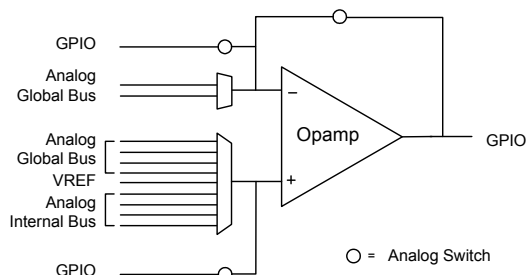 GPIO
Analog
Global Bus
−
Opamp
GPIO
Analog
Global Bus
VREF
+
Analog
Internal Bus
= Analog Switch
GPIO